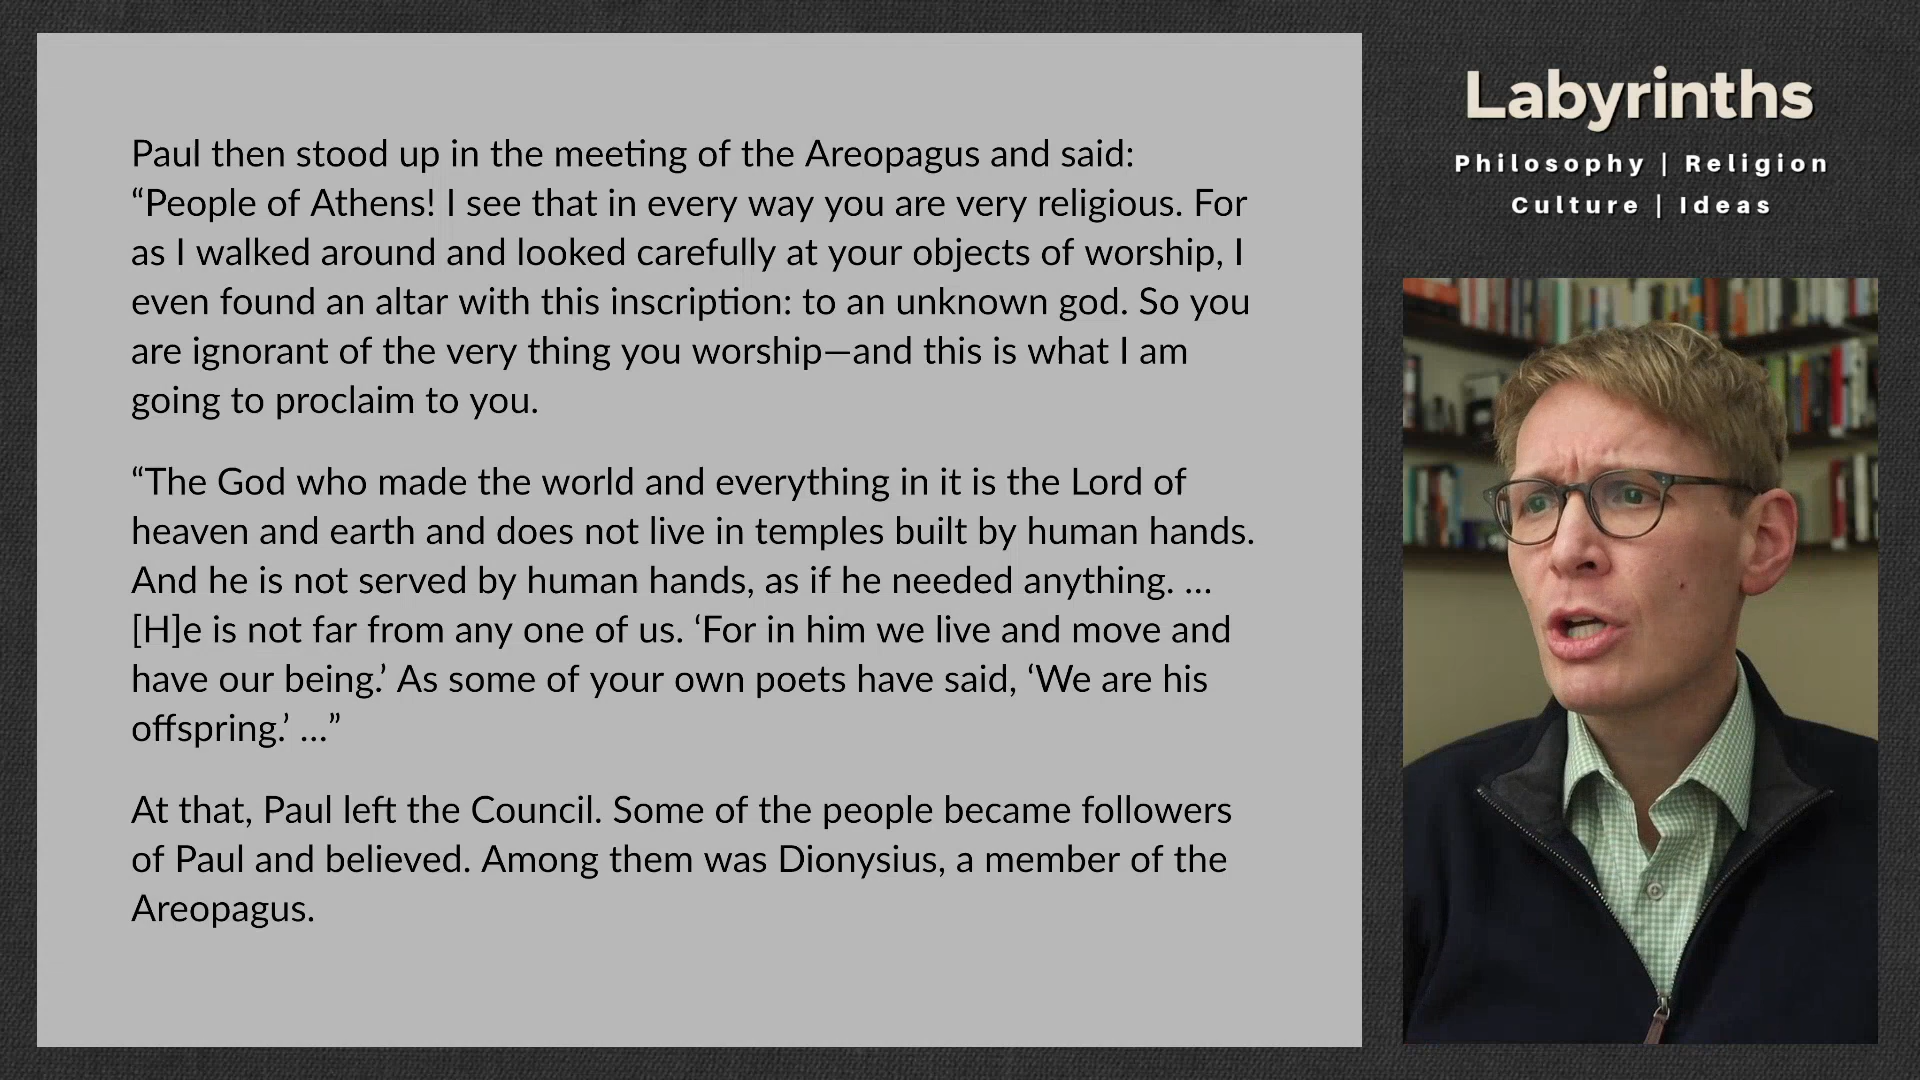 Paul then stood up in the meeting of the Areopagus and said:
“People of Athens! I see that in every way you are very religious. For
as I walked around and looked carefully at your objects of worship, I
even found an altar with this inscription: to an unknown god. So you
are ignorant of the very thing you worship—and this is what I am
going to proclaim to you.
“The God who made the world and everything in it is the Lord of
heaven and earth and does not live in temples built by human hands.
And he is not served by human hands, as if he needed anything. ...
[H]e is not far from any one of us. ‘For in him we live and move and
have our being.’ As some of your own poets have said, ‘We are his
offspring.’ ...”
At that, Paul left the Council. Some of the people became followers
of Paul and believed. Among them was Dionysius, a member of the
Areopagus.
Labyrinths
Philosophy | Religion
Culture | Ideas